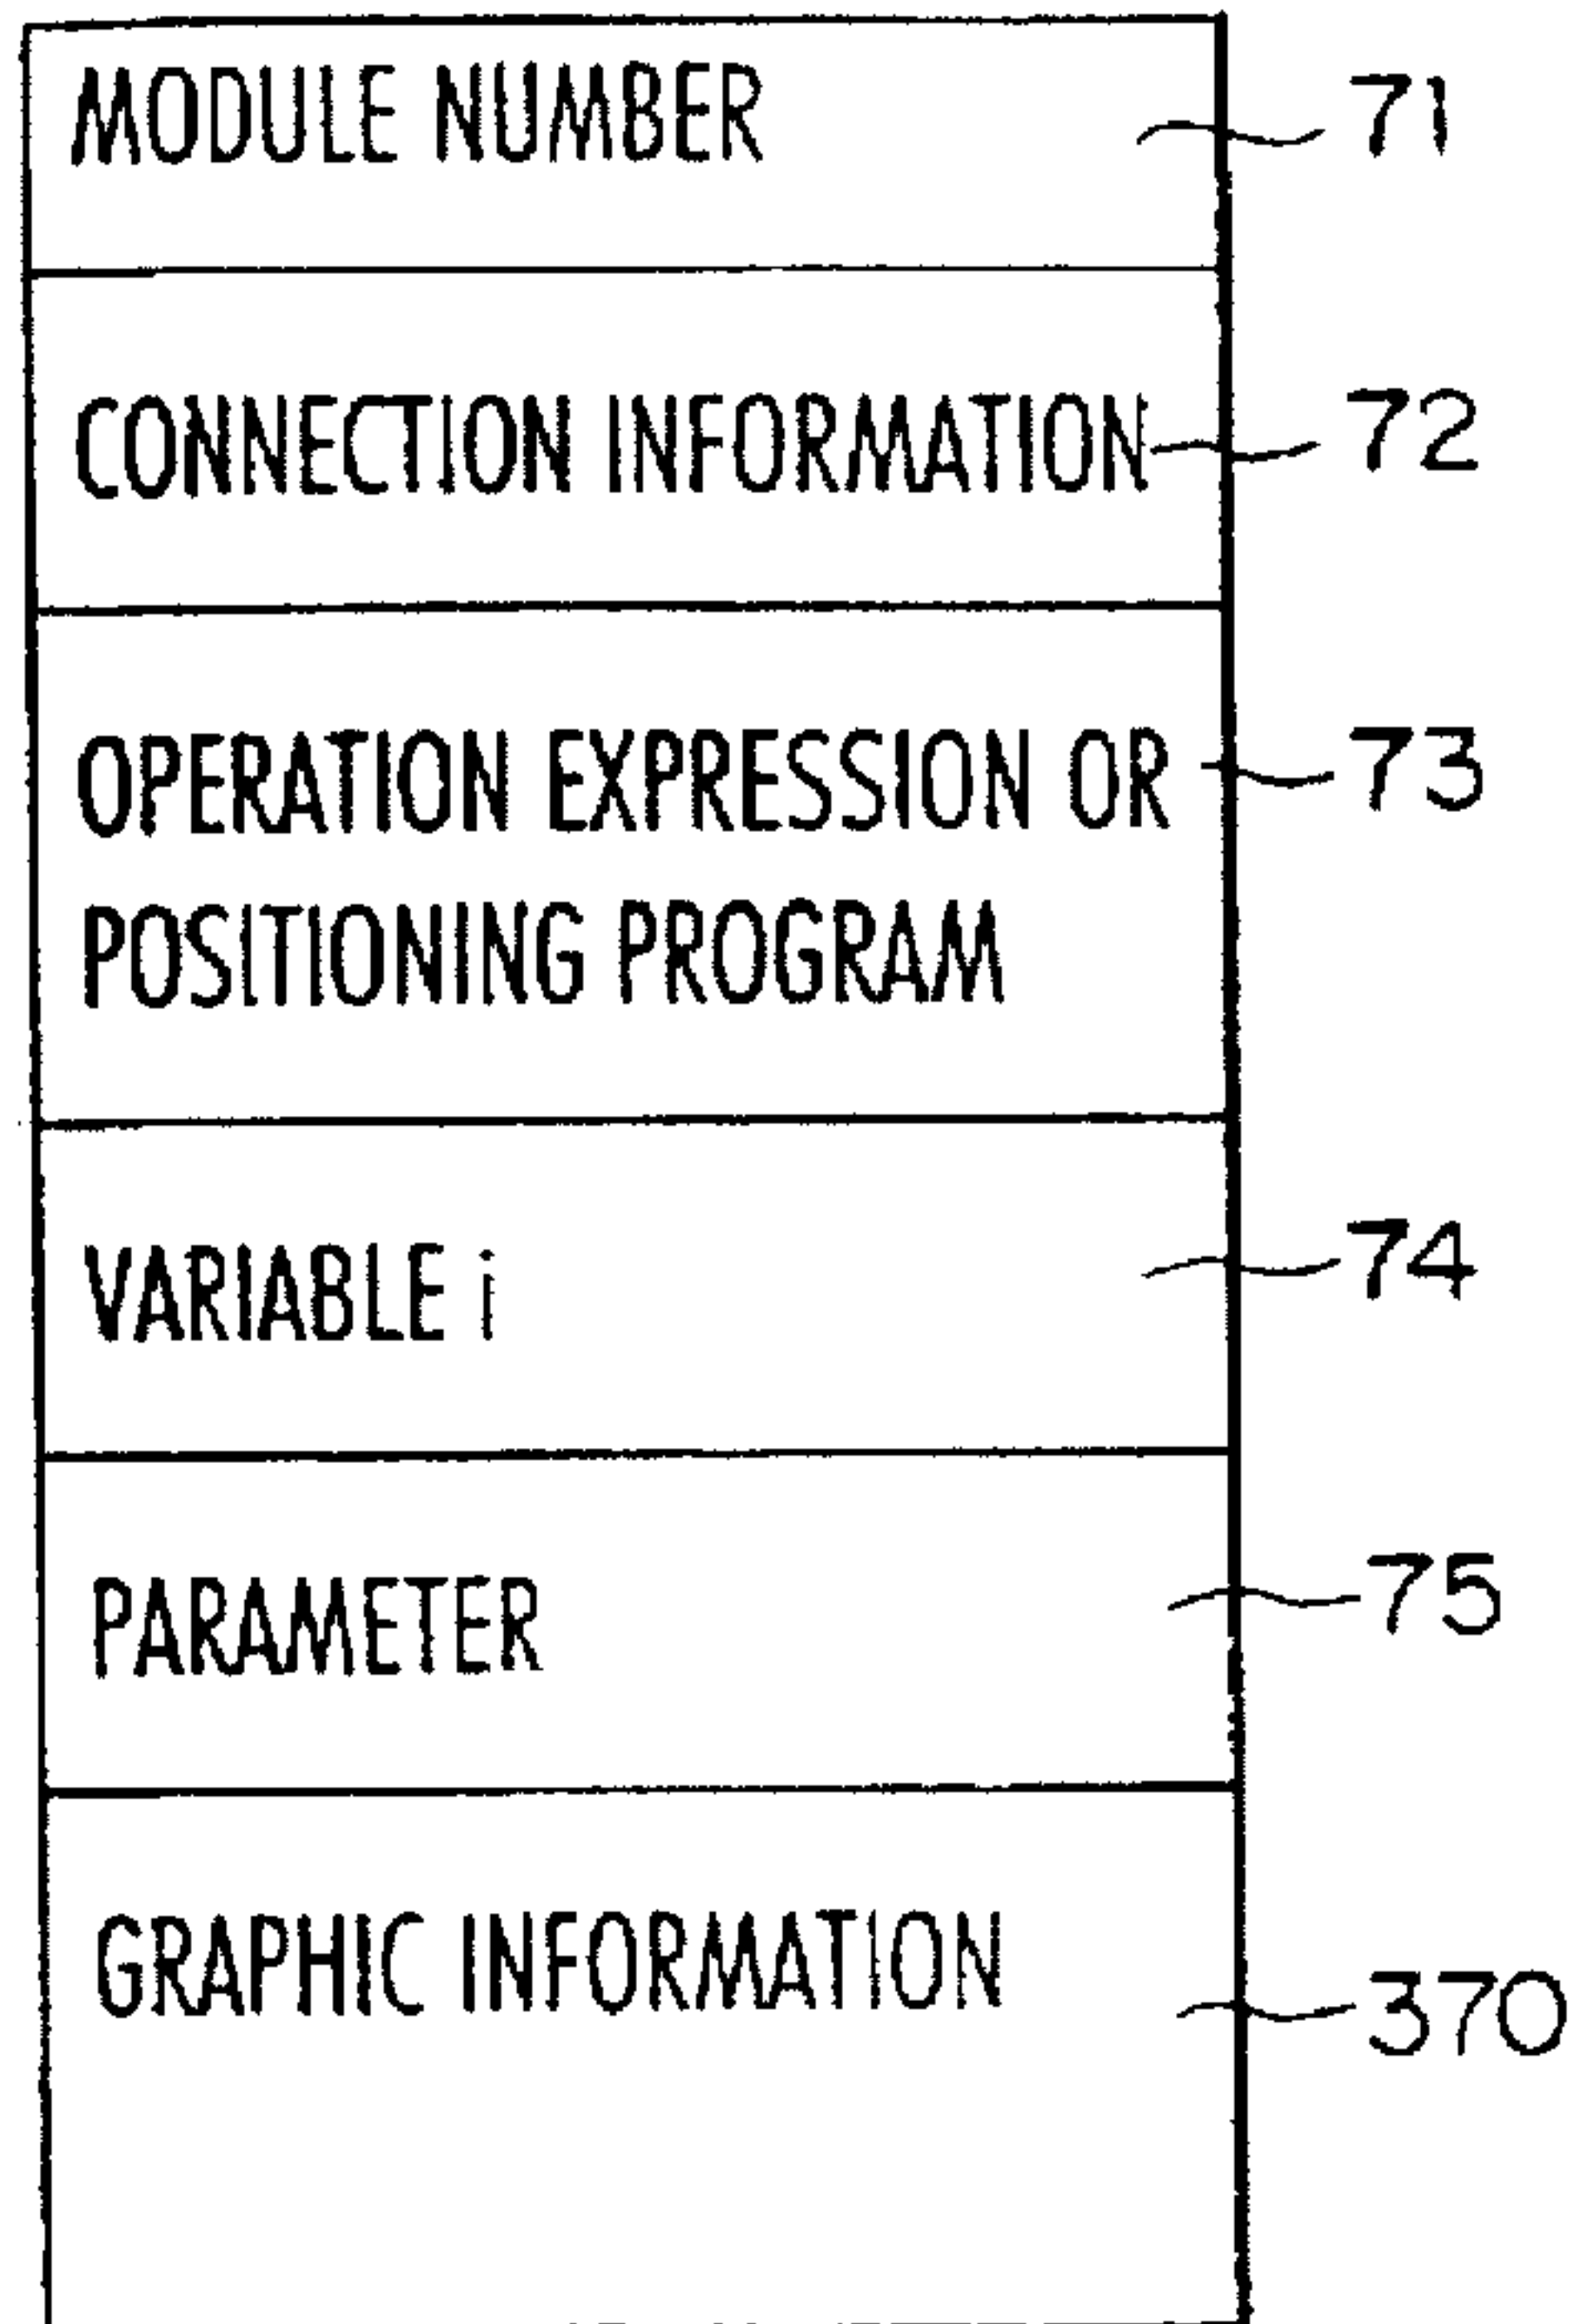 MODULE NUMBER 71
CONNECTION INFORMATION 72
OPERATION EXPRESSION OR 73
POSITIONING PROGRAM
VARIABLE i 74
PARAMETER 75
GRAPHIC INFORMATION
370